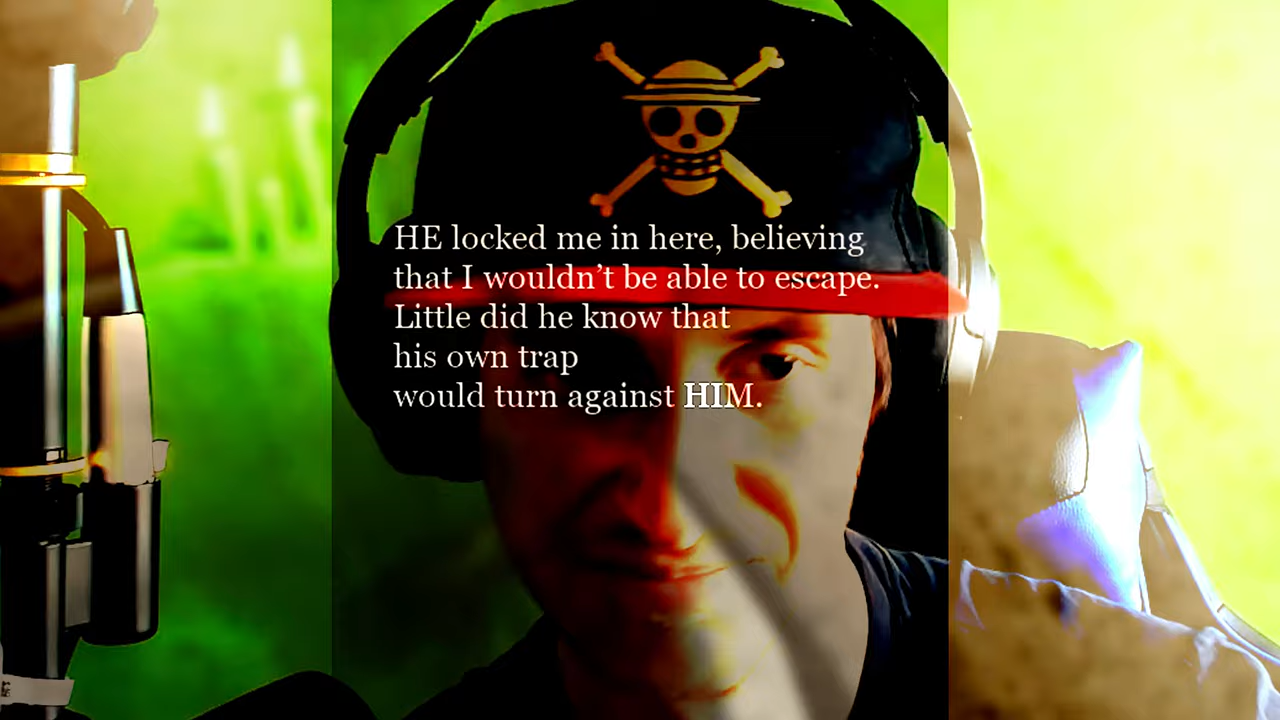 HE locked me in here, believing
that I wouldn’t be able to escape.
Little did he know that
his own trap
would turn against HIM.